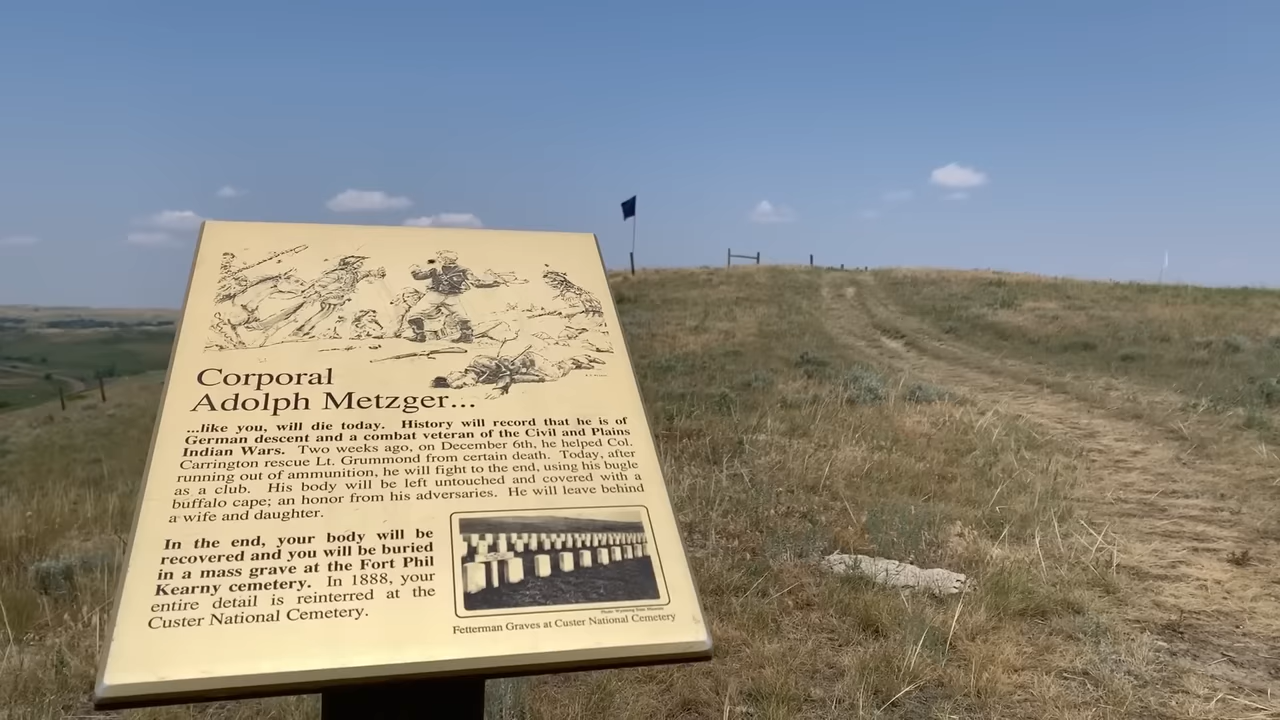 Corporal
Adolph Metzger...
...like you, will die today. History will record that he is of
German descent and a combat veteran of the Civil and Plains
Indian Wars. Two weeks ago, on December 6th, he helped Col.
Carrington rescue Lt. Grummond from certain death. Today, after
running out of ammunition, he will fight to the end, using his bugle
as a club. His body will be left untouched and covered with a
buffalo cape; an honor from his adversaries. He will leave behind
a wife and daughter.
In the end, your body will be
recovered and you will be buried
in a mass grave at the Fort Phil
Kearny cemetery. In 1888, your
entire detail is reinterred at the
Custer National Cemetery.
Photo: Wyoming State Museum
Fetterman Graves at Custer National Cemetery